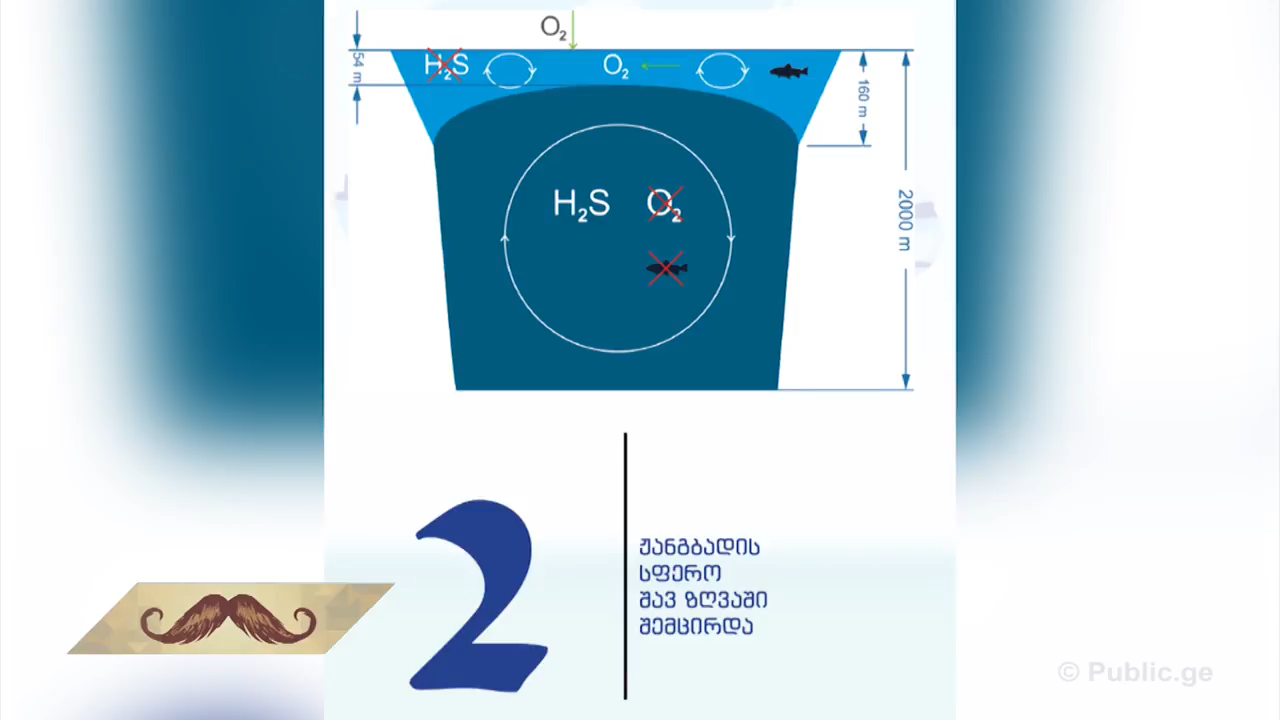 O₂
H₂S
O₂
54 m
160 m
H₂S O₂
2000 m
2
ჟანგბადის
სფერო
შავ ზღვაში
შემცირდა
© Public.ge